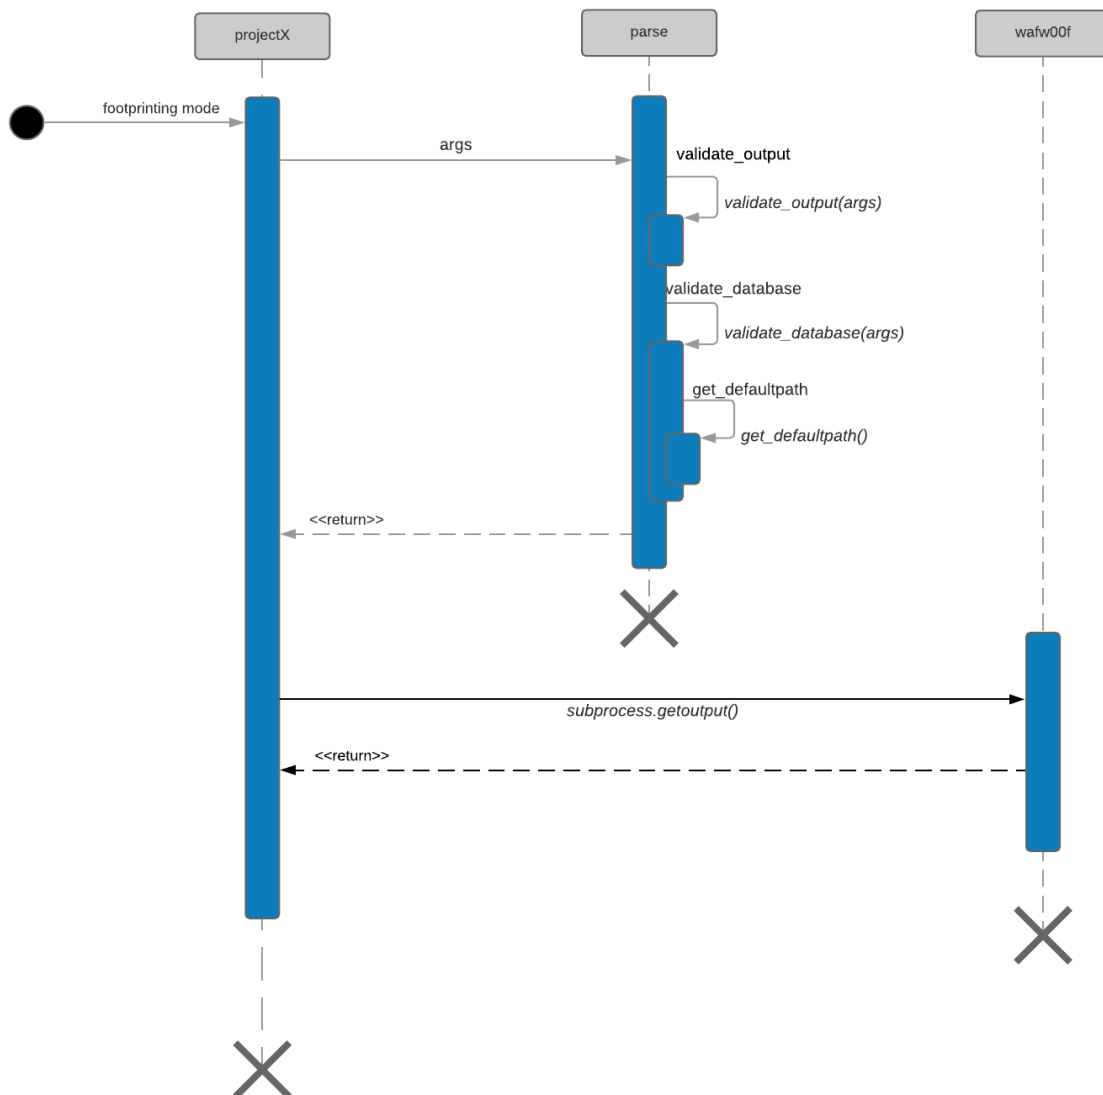 projectX
parse
wafw00f
footprinting mode
args
validate_output
validate_output(args)
validate_database
validate_database(args)
get_defaultpath
get_defaultpath()
<<return>>
subprocess.getoutput()
<<return>>